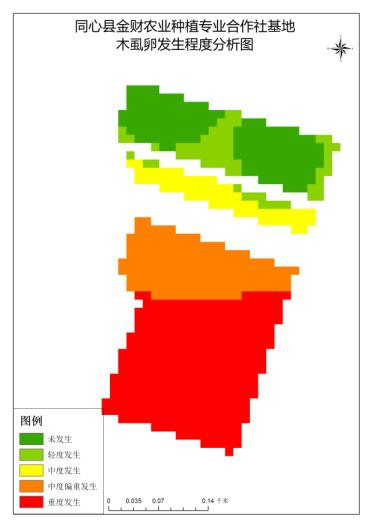 同心县金财农业种植专业合作社基地
木虱卵发生程度分析图
图例
未发生
轻度发生
中度发生
中度偏重发生
重度发生
0 0.035 0.07 0.14 千米